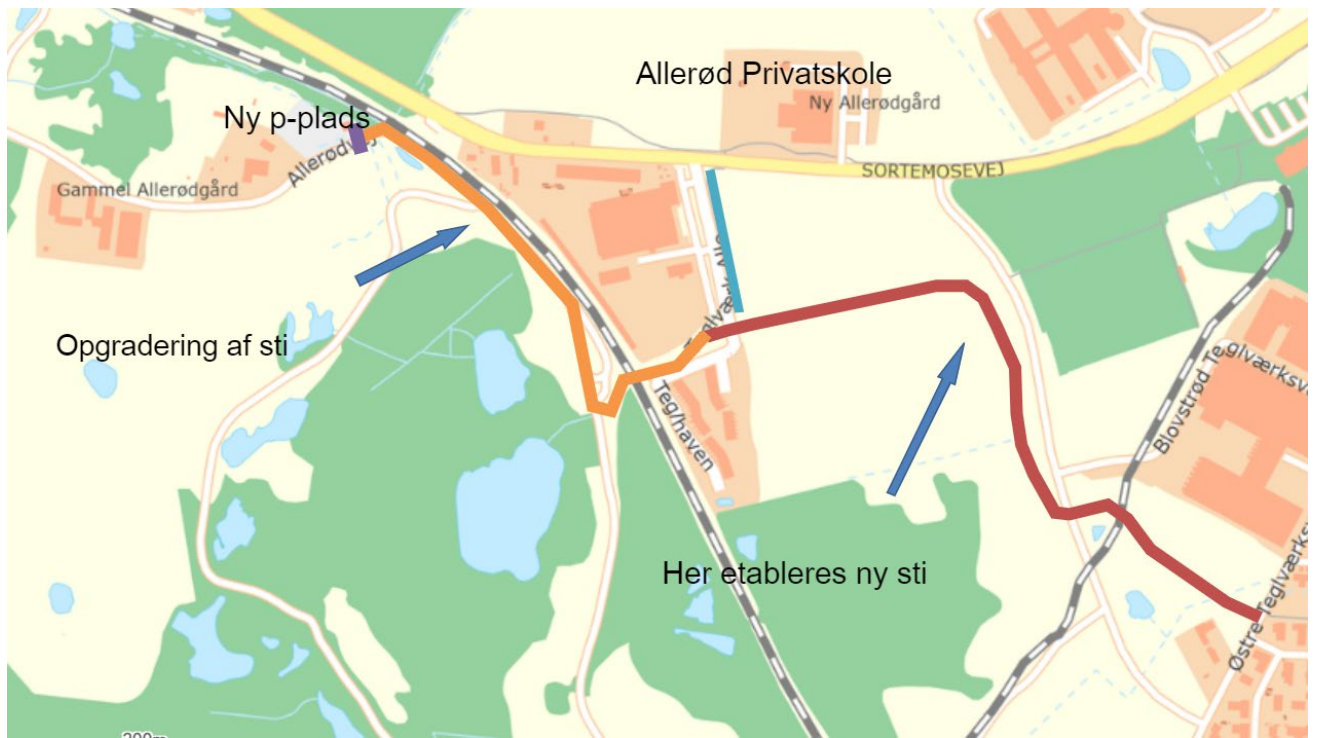 Allerød Privatskole
Ny Allerødgård
Ny p-plads
Allerødvej
SORTEMOSEVEJ
Gammel Allerødgård
Opgradering af sti
Teglhaven
Blovstrød Teglværksv
Her etableres ny sti
Østre Teglværksv